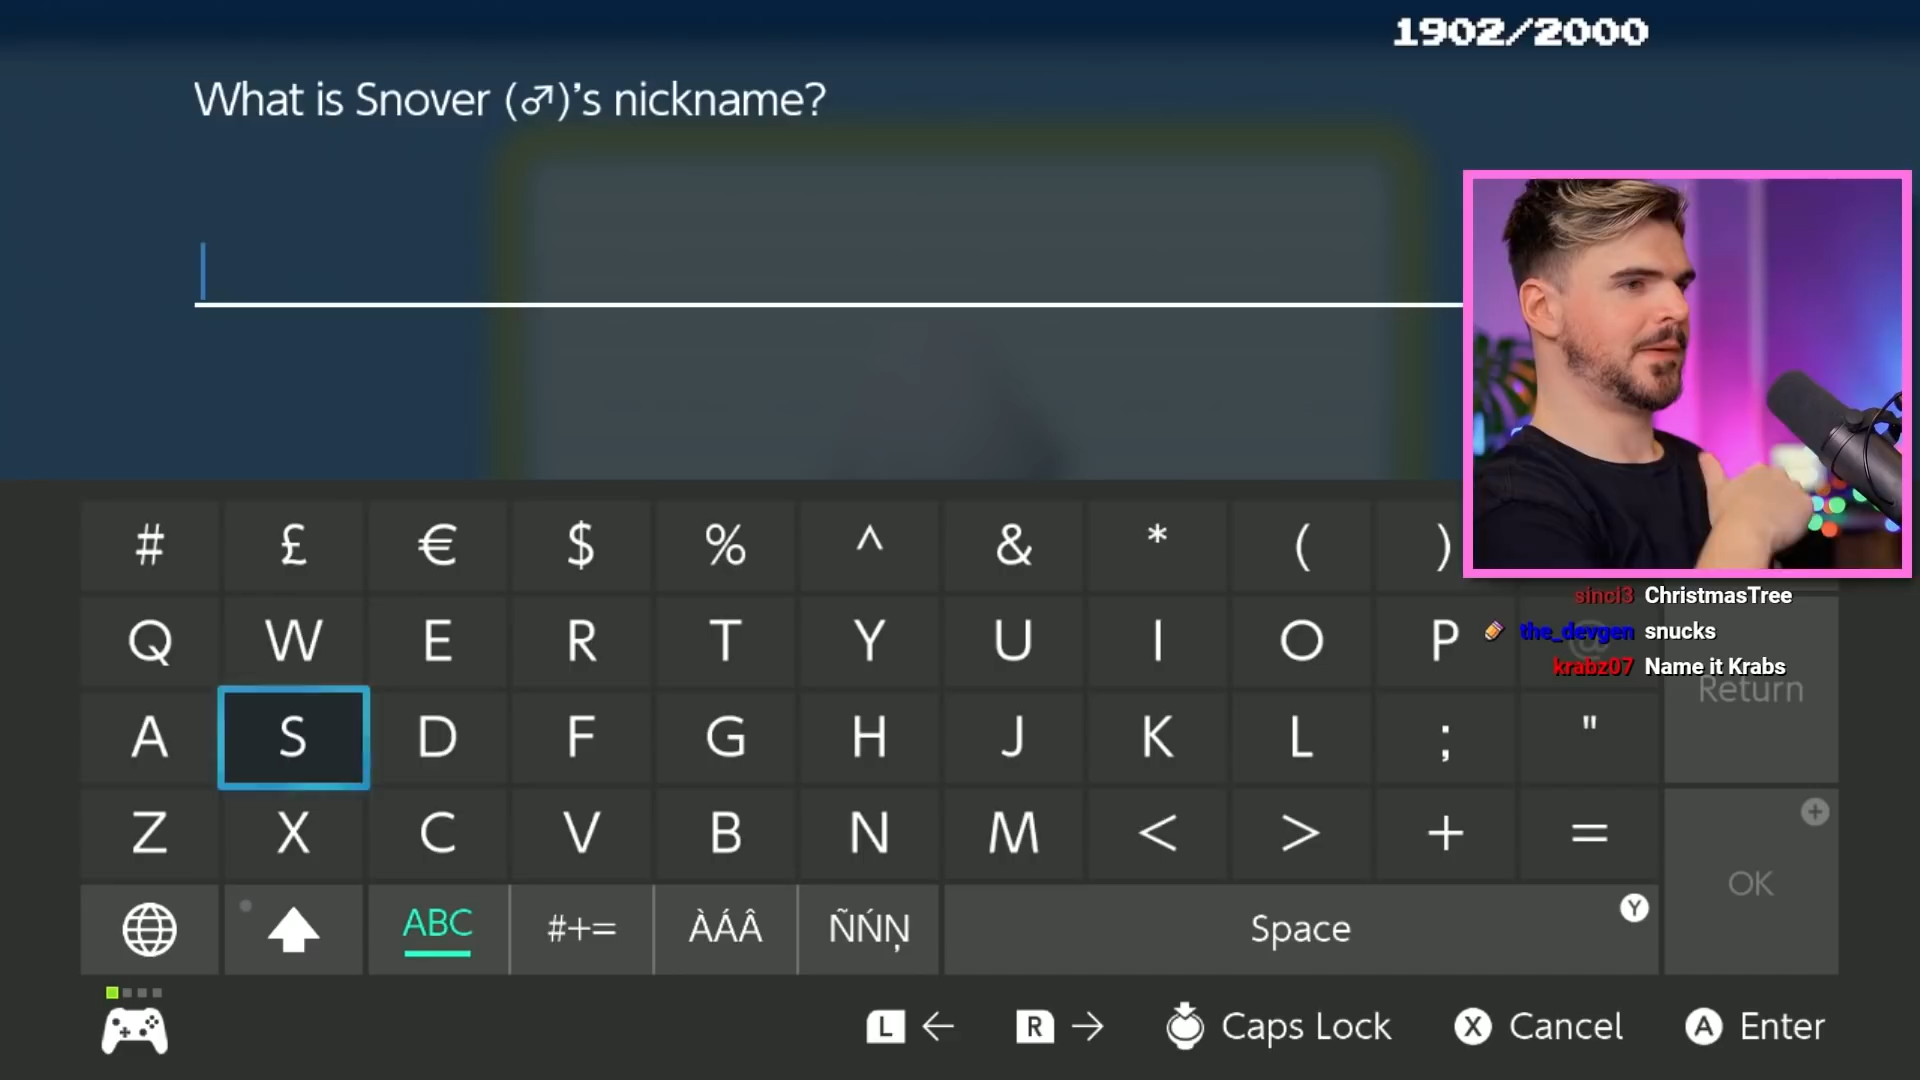 1902/2000
What is Snover (♂)'s nickname?
# £ € $ % ^ & * ( )
sinci3 ChristmasTree
Q W E R T Y U I O P @
the_devgen snucks
krabz07 Name it Krabs
Return
A S D F G H J K L ; "
Z X C V B N M < > + =
OK
ABC #+= ÀÁÂ ÑŃŅ Space Y
L ← R → Caps Lock X Cancel A Enter